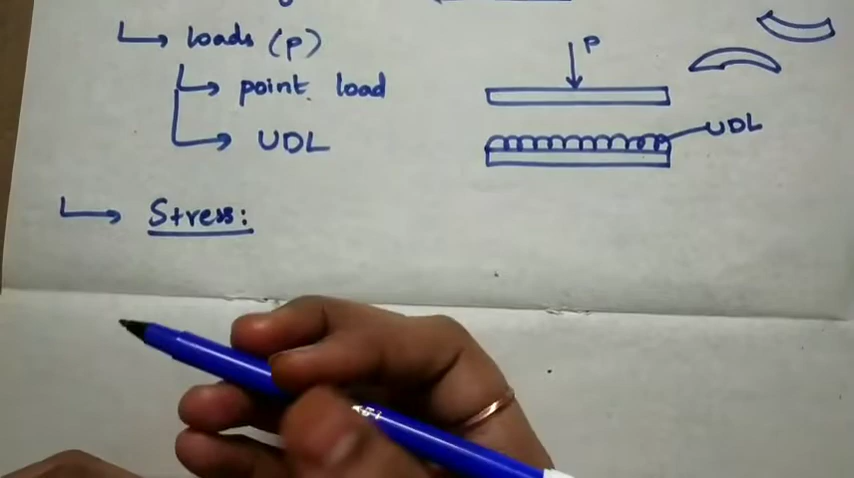 loads (P)
P
point load
UDL
UDL
Stress: